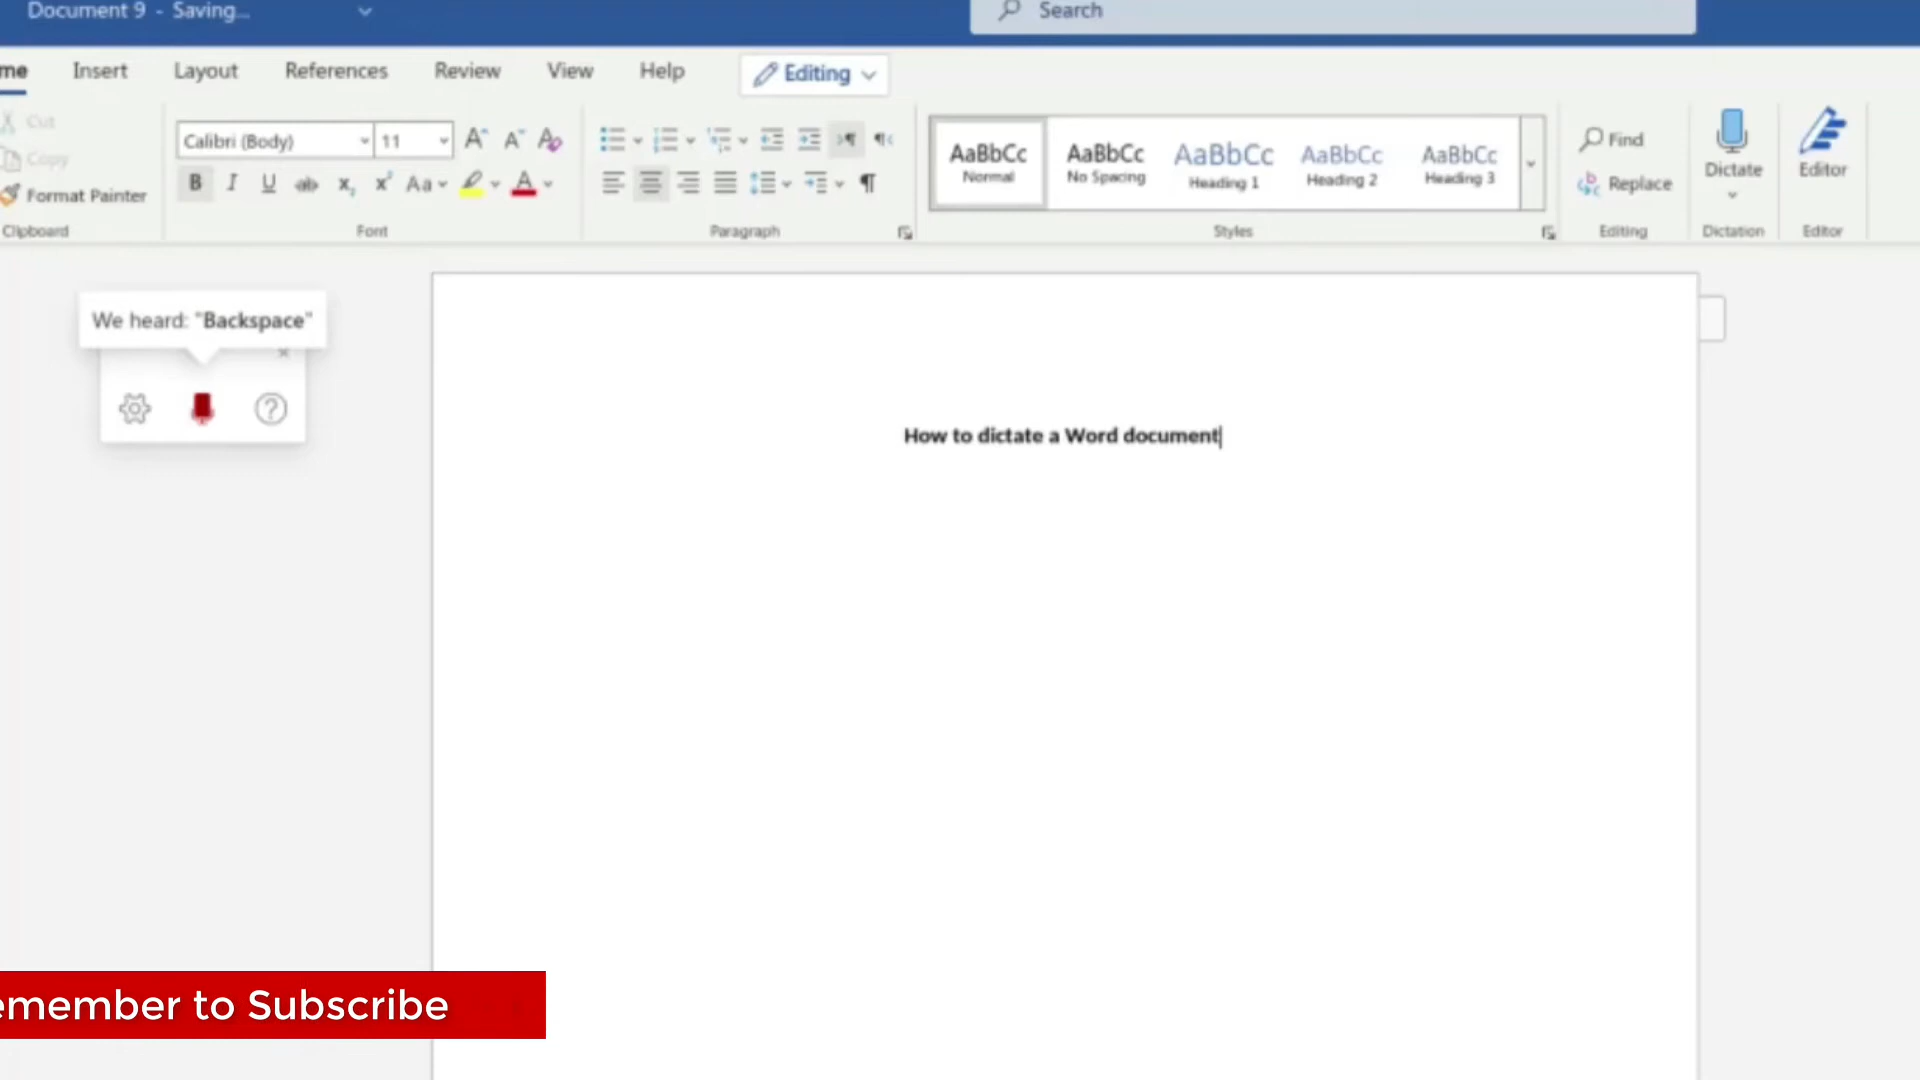 Document 9 - Saving...
Search
me
Insert
Layout
References
Review
View
Help
Editing
Cut
Copy
Format Painter
Clipboard
Calibri (Body)
11
Font
Paragraph
AaBbCc
Normal
AaBbCc
No Spacing
AaBbCc
Heading 1
AaBbCc
Heading 2
AaBbCc
Heading 3
Styles
Find
Replace
Editing
Dictate
Dictation
Editor
Editor
We heard: "Backspace"
How to dictate a Word document
emember to Subscribe